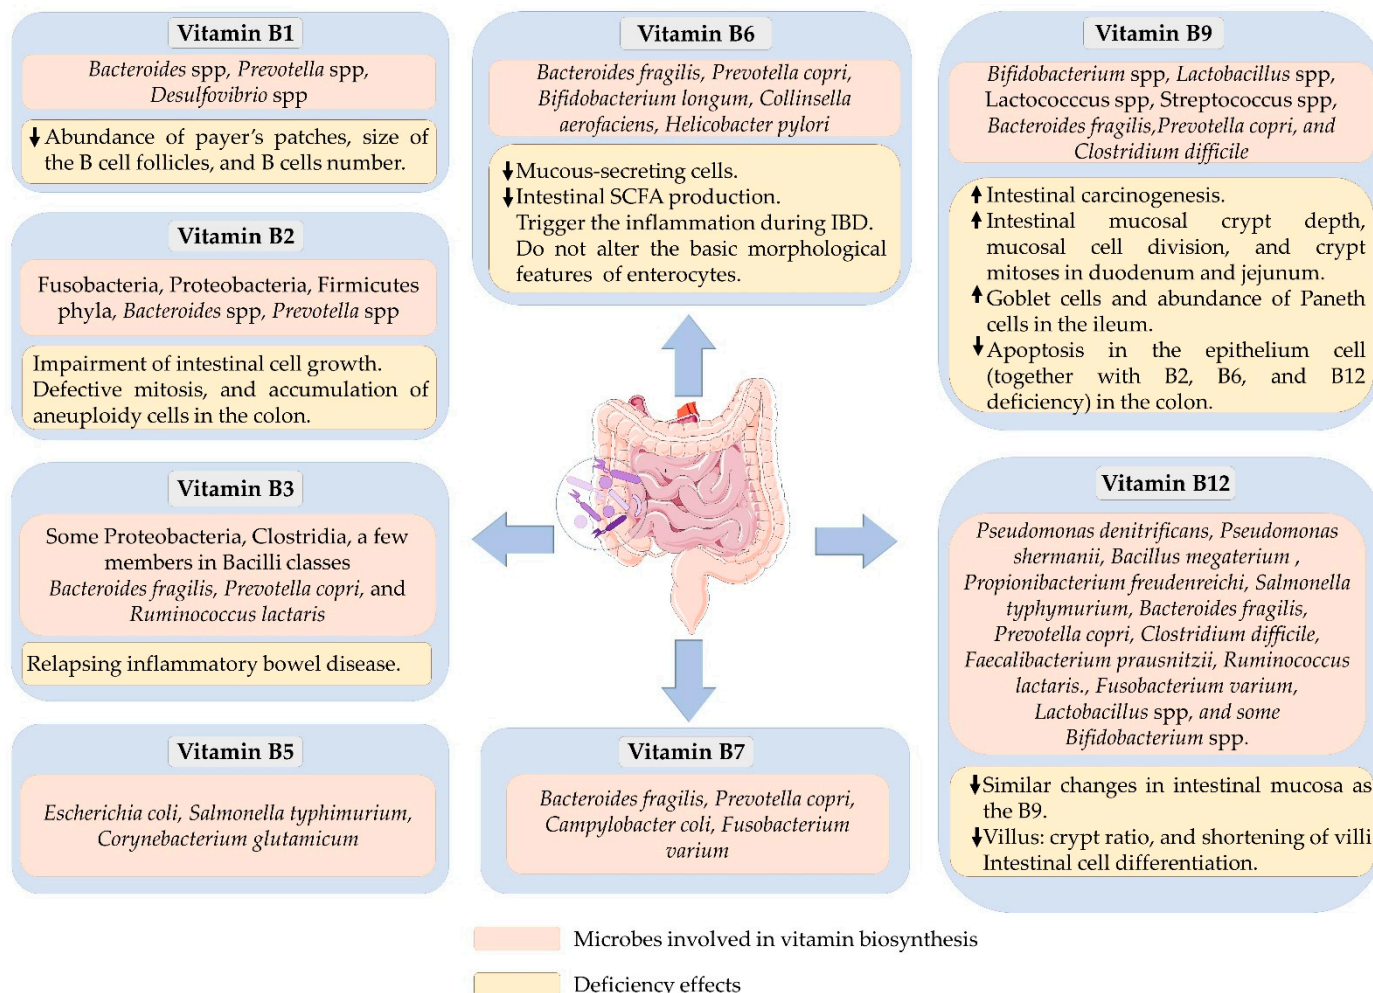 Vitamin B1
Bacteroides spp, Prevotella spp,
Desulfovibrio spp
Abundance of payer's patches, size of
the B cell follicles, and B cells number.
Vitamin B2
Fusobacteria, Proteobacteria, Firmicutes
phyla, Bacteroides spp, Prevotella spp
Impairment of intestinal cell growth.
Defective mitosis, and accumulation of
aneuploidy cells in the colon.
Vitamin B3
Some Proteobacteria, Clostridia, a few
members in Bacilli classes
Bacteroides fragilis, Prevotella copri, and
Ruminococcus lactaris
Relapsing inflammatory bowel disease.
Vitamin B5
Escherichia coli, Salmonella typhimurium,
Corynebacterium glutamicum
Vitamin B6
Bacteroides fragilis, Prevotella copri,
Bifidobacterium longum, Collinsella
aerofaciens, Helicobacter pylori
Mucous-secreting cells.
Intestinal SCFA production.
Trigger the inflammation during IBD.
Do not alter the basic morphological
features of enterocytes.
Vitamin B7
Bacteroides fragilis, Prevotella copri,
Campylobacter coli, Fusobacterium
varium
Vitamin B9
Bifidobacterium spp, Lactobacillus spp,
Lactococccus spp, Streptococcus spp,
Bacteroides fragilis,Prevotella copri, and
Clostridium difficile
Intestinal carcinogenesis.
Intestinal mucosal crypt depth,
mucosal cell division, and crypt
mitoses in duodenum and jejunum.
Goblet cells and abundance of Paneth
cells in the ileum.
Apoptosis in the epithelium cell
(together with B2, B6, and B12
deficiency) in the colon.
Vitamin B12
Pseudomonas denitrificans, Pseudomonas
shermanii, Bacillus megaterium ,
Propionibacterium freudenreichi, Salmonella
typhymurium, Bacteroides fragilis,
Prevotella copri, Clostridium difficile,
Faecalibacterium prausnitzii, Ruminococcus
lactaris., Fusobacterium varium,
Lactobacillus spp, and some
Bifidobacterium spp.
Similar changes in intestinal mucosa as
the B9.
Villus: crypt ratio, and shortening of villi
Intestinal cell differentiation.
Microbes involved in vitamin biosynthesis
Deficiency effects